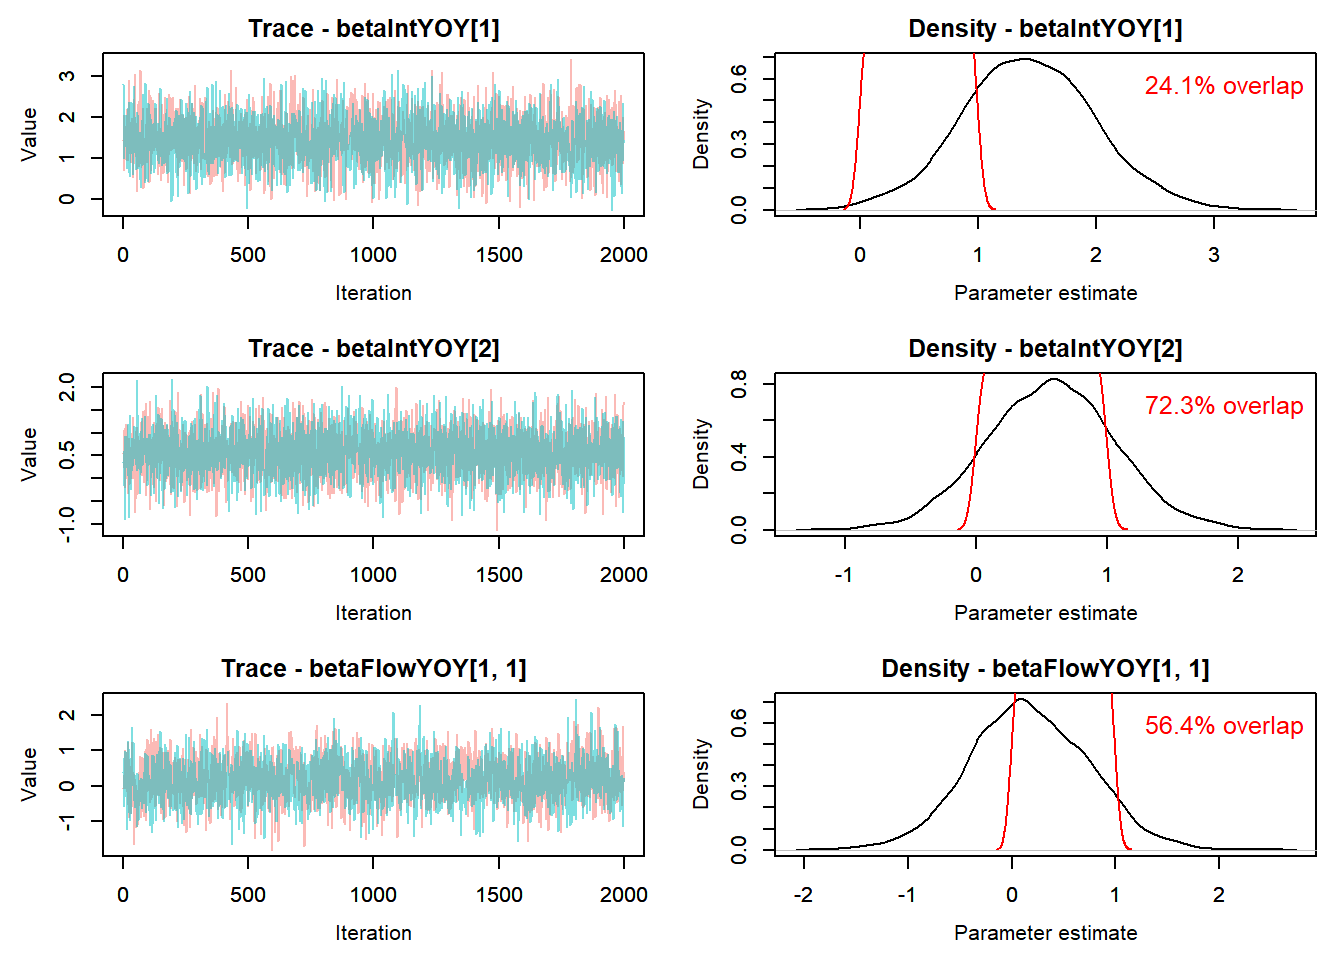 Trace - betaIntYOY[1]
Value
0
1
2
3
0
500
1000
1500
2000
Iteration
Density - betaIntYOY[1]
Density
0.0
0.3
0.6
24.1% overlap
0
1
2
3
Parameter estimate
Trace - betaIntYOY[2]
Value
-1.0
0.5
2.0
0
500
1000
1500
2000
Iteration
Density - betaIntYOY[2]
Density
0.0
0.4
0.8
72.3% overlap
-1
0
1
2
Parameter estimate
Trace - betaFlowYOY[1, 1]
Value
-1
0
1
2
0
500
1000
1500
2000
Iteration
Density - betaFlowYOY[1, 1]
Density
0.0
0.3
0.6
56.4% overlap
-2
-1
0
1
2
Parameter estimate